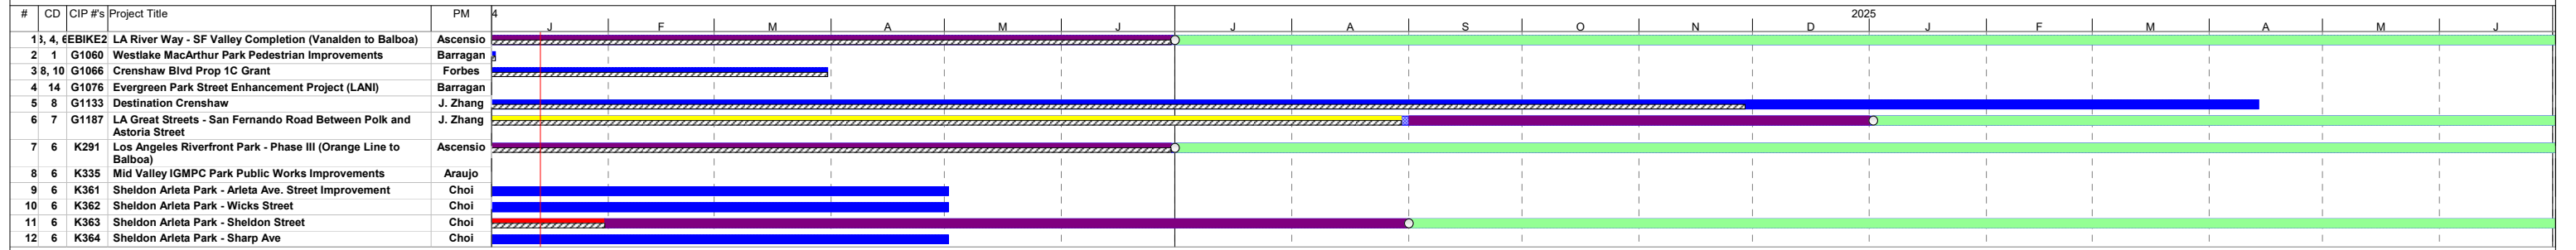 # CD CIP #'s Project Title PM 4 2025
J F M A M J J A S O N D J F M A M J
1 3, 4, 6 EBIKE2 LA River Way - SF Valley Completion (Vanalden to Balboa) Ascensio
2 1 G1060 Westlake MacArthur Park Pedestrian Improvements Barragan
3 8, 10 G1066 Crenshaw Blvd Prop 1C Grant Forbes
4 14 G1076 Evergreen Park Street Enhancement Project (LANI) Barragan
5 8 G1133 Destination Crenshaw J. Zhang
6 7 G1187 LA Great Streets - San Fernando Road Between Polk and J. Zhang
Astoria Street
7 6 K291 Los Angeles Riverfront Park - Phase III (Orange Line to Ascensio
Balboa)
8 6 K335 Mid Valley IGMPC Park Public Works Improvements Araujo
9 6 K361 Sheldon Arleta Park - Arleta Ave. Street Improvement Choi
10 6 K362 Sheldon Arleta Park - Wicks Street Choi
11 6 K363 Sheldon Arleta Park - Sheldon Street Choi
12 6 K364 Sheldon Arleta Park - Sharp Ave Choi